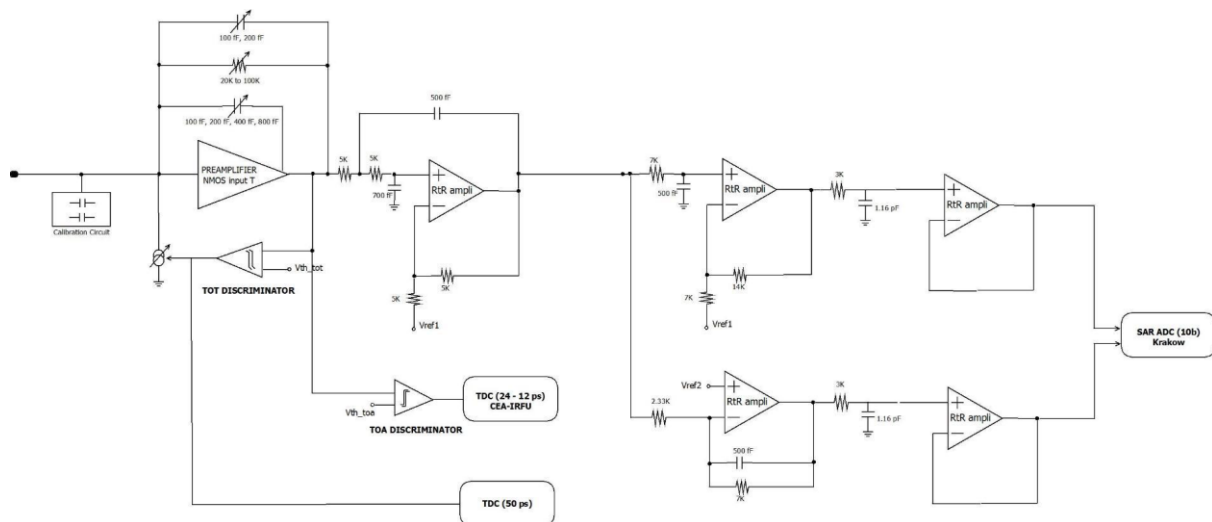 100 fF, 200 fF
20K to 100K
100 fF, 200 fF, 400 fF, 800 fF
PREAMPLIFIER
NMOS input T
Calibration Circuit
Vth_tot
TOT DISCRIMINATOR
Vth_toa
TOA DISCRIMINATOR
TDC (24 - 12 ps)
CEA-IRFU
TDC (50 ps)
500 fF
5K
5K
700 fF
+
RtR ampli
−
5K
5K
Vref1
7K
500 fF
+
RtR ampli
−
14K
7K
Vref1
3K
1.16 pF
+
RtR ampli
−
2.33K
Vref2
+
RtR ampli
−
500 fF
7K
3K
1.16 pF
+
RtR ampli
−
SAR ADC (10b)
Krakow